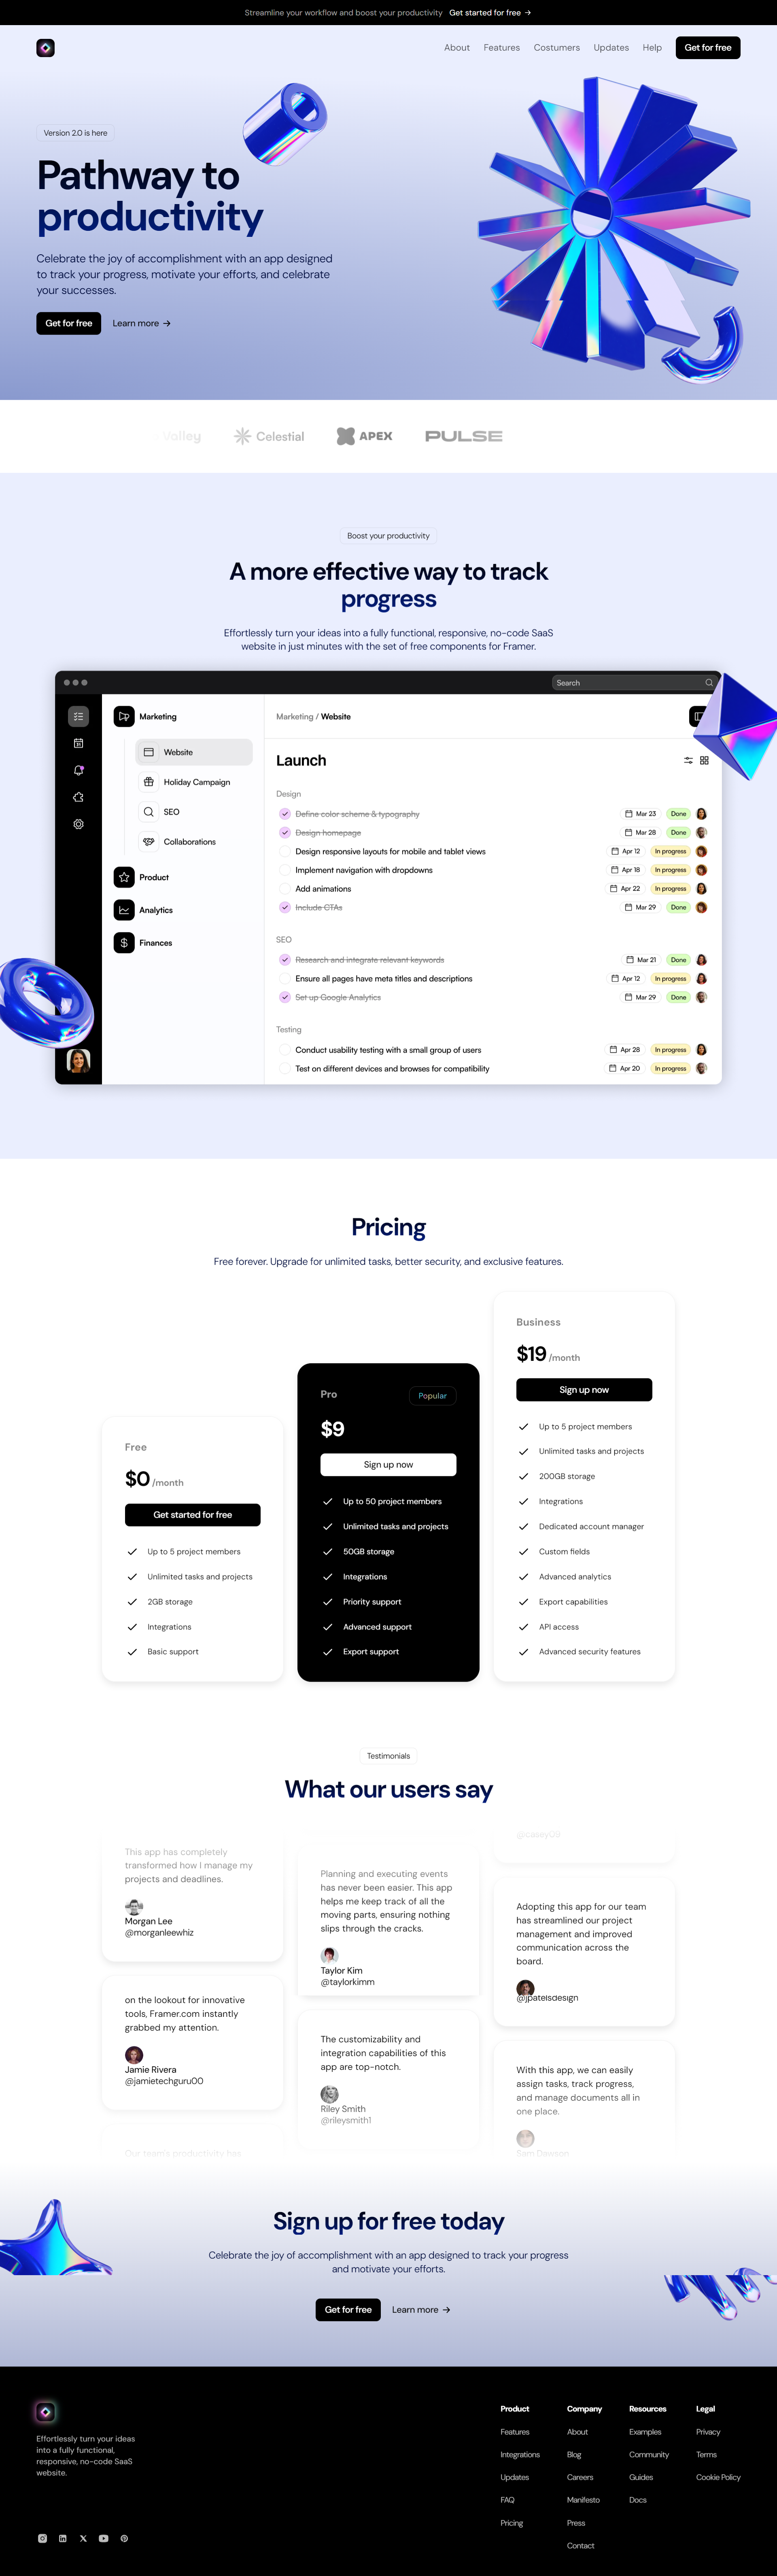 Streamline your workflow and boost your productivity Get started for free →
About Features Costumers Updates Help Get for free
Version 2.0 is here
Pathway to
productivity
Celebrate the joy of accomplishment with an app designed
to track your progress, motivate your efforts, and celebrate
your successes.
Get for free Learn more →
Valley Celestial APEX PULSE
Boost your productivity
A more effective way to track
progress
Effortlessly turn your ideas into a fully functional, responsive, no-code SaaS
website in just minutes with the set of free components for Framer.
Search
Marketing
Website
Holiday Campaign
SEO
Collaborations
Product
Analytics
Finances
Marketing / Website
Launch
Design
Define color scheme & typography Mar 23 Done
Design homepage Mar 28 Done
Design responsive layouts for mobile and tablet views Apr 12 In progress
Implement navigation with dropdowns Apr 18 In progress
Add animations Apr 22 In progress
Include CTAs Mar 29 Done
SEO
Research and integrate relevant keywords Mar 21 Done
Ensure all pages have meta titles and descriptions Apr 12 In progress
Set up Google Analytics Mar 29 Done
Testing
Conduct usability testing with a small group of users Apr 28 In progress
Test on different devices and browses for compatibility Apr 20 In progress
Pricing
Free forever. Upgrade for unlimited tasks, better security, and exclusive features.
Free
$0 /month
Get started for free
Up to 5 project members
Unlimited tasks and projects
2GB storage
Integrations
Basic support
Pro Popular
$9
Sign up now
Up to 50 project members
Unlimited tasks and projects
50GB storage
Integrations
Priority support
Advanced support
Export support
Business
$19 /month
Sign up now
Up to 5 project members
Unlimited tasks and projects
200GB storage
Integrations
Dedicated account manager
Custom fields
Advanced analytics
Export capabilities
API access
Advanced security features
Testimonials
What our users say
This app has completely
transformed how I manage my
projects and deadlines.
Morgan Lee
@morganleewhiz
on the lookout for innovative
tools, Framer.com instantly
grabbed my attention.
Jamie Rivera
@jamietechguru00
Our team's productivity has
Planning and executing events
has never been easier. This app
helps me keep track of all the
moving parts, ensuring nothing
slips through the cracks.
Taylor Kim
@taylorkimm
The customizability and
integration capabilities of this
app are top-notch.
Riley Smith
@rileysmith1
@casey09
Adopting this app for our team
has streamlined our project
management and improved
communication across the
board.
@jpatelsdesign
With this app, we can easily
assign tasks, track progress,
and manage documents all in
one place.
Sam Dawson
Sign up for free today
Celebrate the joy of accomplishment with an app designed to track your progress
and motivate your efforts.
Get for free Learn more →
Effortlessly turn your ideas
into a fully functional,
responsive, no-code SaaS
website.
Product
Features
Integrations
Updates
FAQ
Pricing
Company
About
Blog
Careers
Manifesto
Press
Contact
Resources
Examples
Community
Guides
Docs
Legal
Privacy
Terms
Cookie Policy